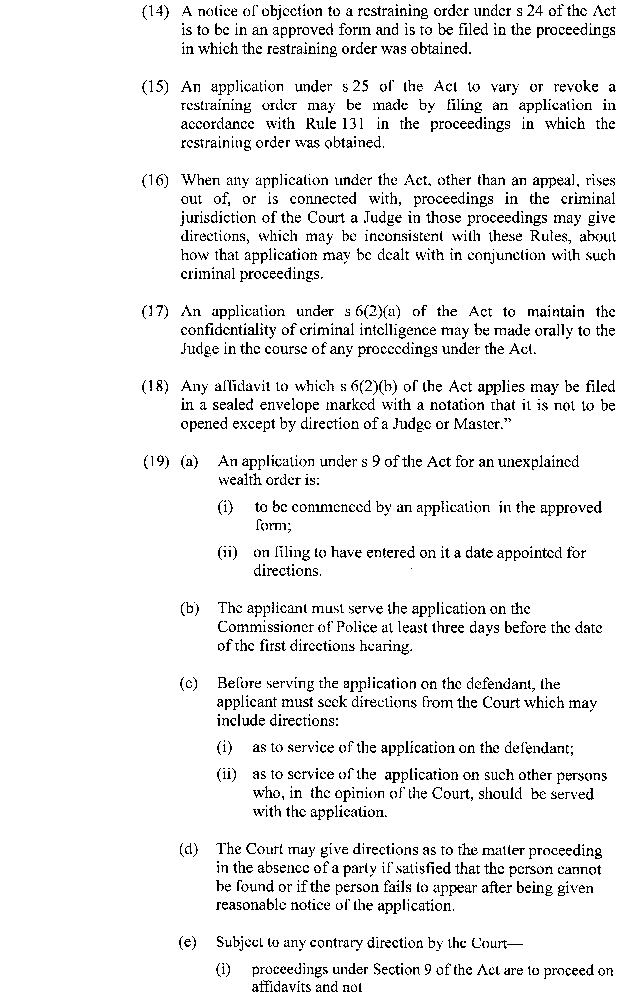 (14) A notice of objection to a restraining order under s 24 of the Act
is to be in an approved form and is to be filed in the proceedings
in which the restraining order was obtained.
(15) An application under s 25 of the Act to vary or revoke a
restraining order may be made by filing an application in
accordance with Rule 131 in the proceedings in which the
restraining order was obtained.
(16) When any application under the Act, other than an appeal, rises
out of, or is connected with, proceedings in the criminal
jurisdiction of the Court a Judge in those proceedings may give
directions, which may be inconsistent with these Rules, about
how that application may be dealt with in conjunction with such
criminal proceedings.
(17) An application under s 6(2)(a) of the Act to maintain the
confidentiality of criminal intelligence may be made orally to the
Judge in the course of any proceedings under the Act.
(18) Any affidavit to which s 6(2)(b) of the Act applies may be filed
in a sealed envelope marked with a notation that it is not to be
opened except by direction of a Judge or Master.”
(19) (a) An application under s 9 of the Act for an unexplained
wealth order is:
(i) to be commenced by an application in the approved
form;
(ii) on filing to have entered on it a date appointed for
directions.
(b) The applicant must serve the application on the
Commissioner of Police at least three days before the date
of the first directions hearing.
(c) Before serving the application on the defendant, the
applicant must seek directions from the Court which may
include directions:
(i) as to service of the application on the defendant;
(ii) as to service of the application on such other persons
who, in the opinion of the Court, should be served
with the application.
(d) The Court may give directions as to the matter proceeding
in the absence of a party if satisfied that the person cannot
be found or if the person fails to appear after being given
reasonable notice of the application.
(e) Subject to any contrary direction by the Court—
(i) proceedings under Section 9 of the Act are to proceed on
affidavits and not